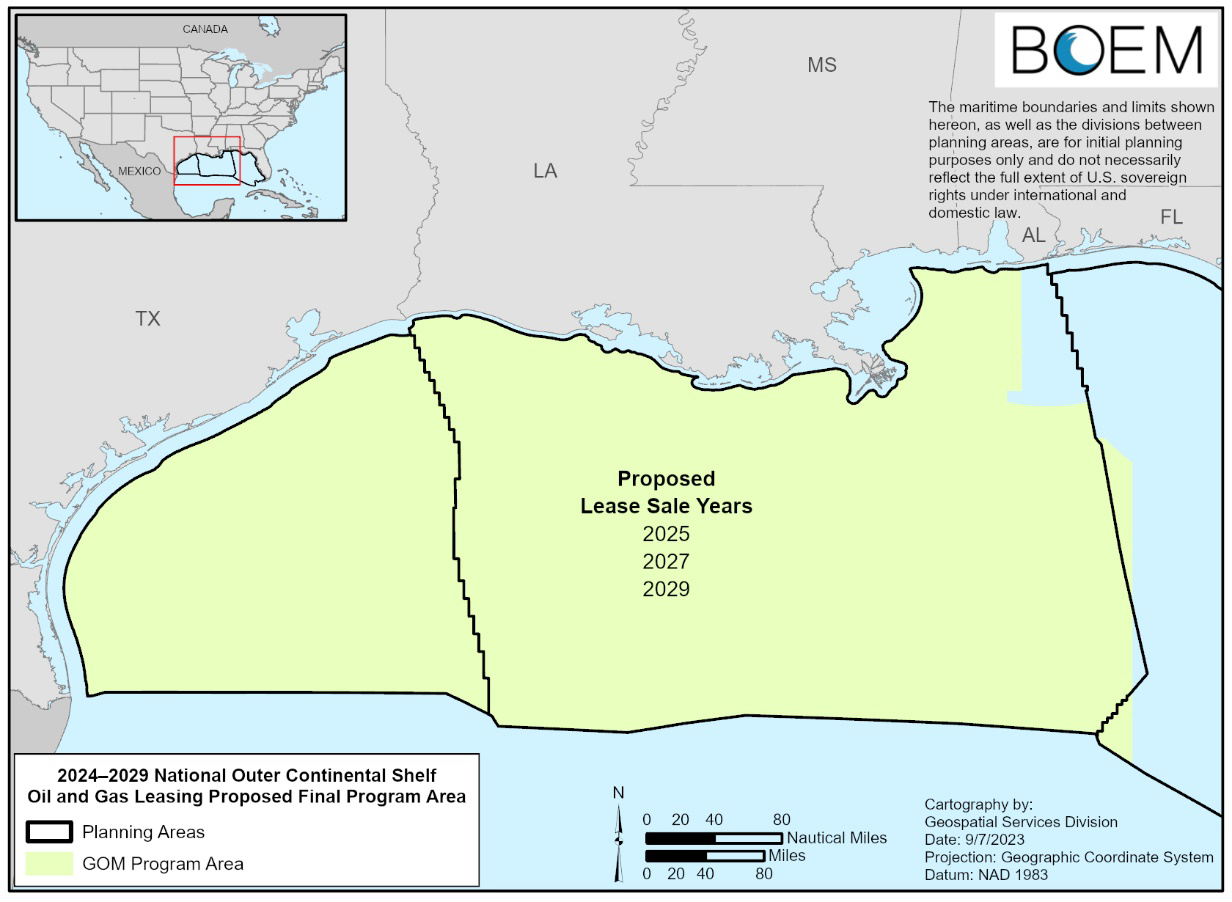 CANADA
MEXICO
BOEM
The maritime boundaries and limits shown
hereon, as well as the divisions between
planning areas, are for initial planning
purposes only and do not necessarily
reflect the full extent of U.S. sovereign
rights under international and
domestic law.
MS
LA
AL
FL
TX
Proposed
Lease Sale Years
2025
2027
2029
2024–2029 National Outer Continental Shelf
Oil and Gas Leasing Proposed Final Program Area
Planning Areas
GOM Program Area
N
0 20 40 80
Nautical Miles
Miles
0 20 40 80
Cartography by:
Geospatial Services Division
Date: 9/7/2023
Projection: Geographic Coordinate System
Datum: NAD 1983